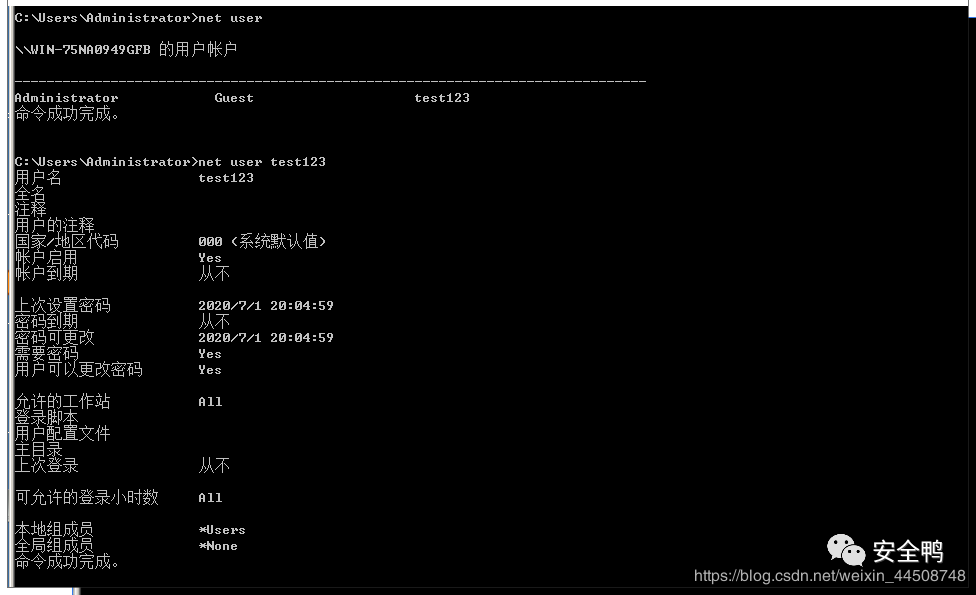 C:\Users\Administrator>net user
\\WIN-75NA0949GFB 的用户帐户
-------------------------------------------------------------------------------
Administrator Guest test123
命令成功完成。
C:\Users\Administrator>net user test123
用户名 test123
全名
注释
用户的注释
国家/地区代码 000 (系统默认值)
帐户启用 Yes
帐户到期 从不
上次设置密码 2020/7/1 20:04:59
密码到期 从不
密码可更改 2020/7/1 20:04:59
需要密码 Yes
用户可以更改密码 Yes
允许的工作站 All
登录脚本
用户配置文件
主目录
上次登录 从不
可允许的登录小时数 All
本地组成员 *Users
全局组成员 *None
命令成功完成。
安全鸭
https://blog.csdn.net/weixin_44508748